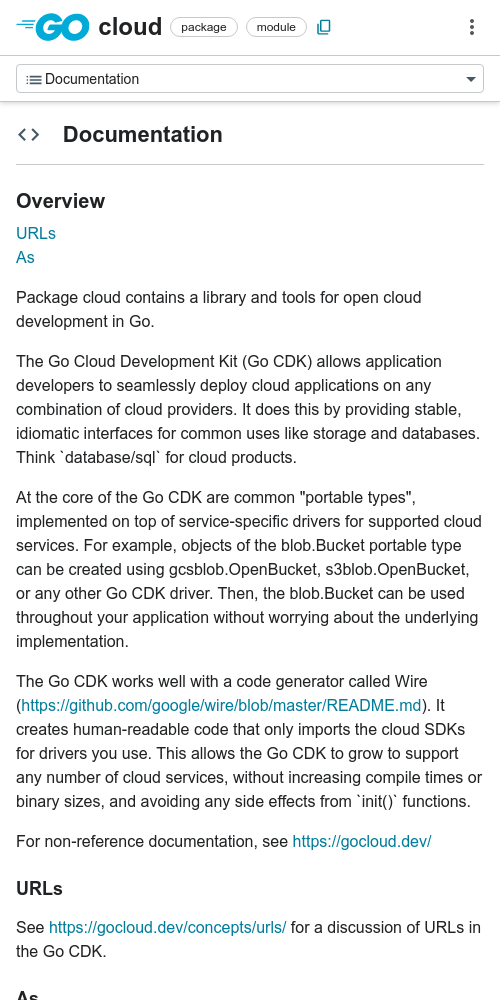 GO cloud package module
Documentation
Documentation
Overview
URLs
As
Package cloud contains a library and tools for open cloud
development in Go.
The Go Cloud Development Kit (Go CDK) allows application
developers to seamlessly deploy cloud applications on any
combination of cloud providers. It does this by providing stable,
idiomatic interfaces for common uses like storage and databases.
Think `database/sql` for cloud products.
At the core of the Go CDK are common "portable types",
implemented on top of service-specific drivers for supported cloud
services. For example, objects of the blob.Bucket portable type
can be created using gcsblob.OpenBucket, s3blob.OpenBucket,
or any other Go CDK driver. Then, the blob.Bucket can be used
throughout your application without worrying about the underlying
implementation.
The Go CDK works well with a code generator called Wire
(https://github.com/google/wire/blob/master/README.md). It
creates human-readable code that only imports the cloud SDKs
for drivers you use. This allows the Go CDK to grow to support
any number of cloud services, without increasing compile times or
binary sizes, and avoiding any side effects from `init()` functions.
For non-reference documentation, see https://gocloud.dev/
URLs
See https://gocloud.dev/concepts/urls/ for a discussion of URLs in
the Go CDK.
As